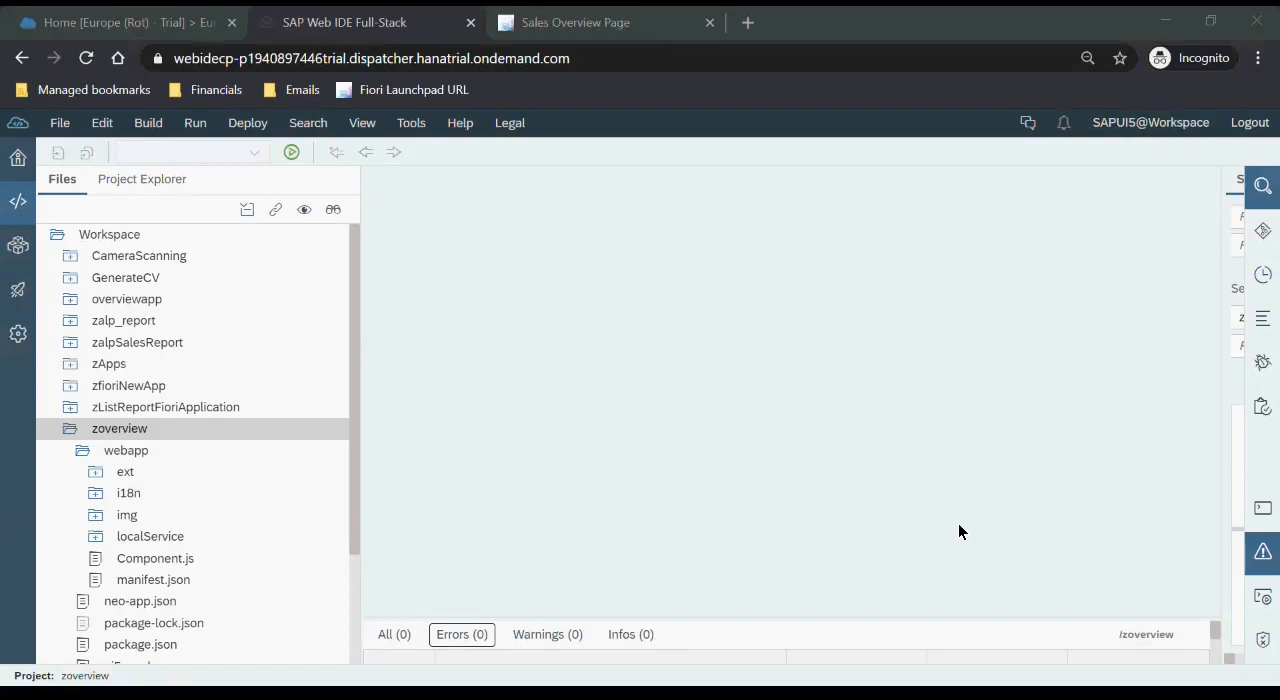 Home [Europe (Rot) - Trial] > Eu
SAP Web IDE Full-Stack
Sales Overview Page
webidecp-p1940897446trial.dispatcher.hanatrial.ondemand.com
Incognito
Managed bookmarks
Financials
Emails
Fiori Launchpad URL
File
Edit
Build
Run
Deploy
Search
View
Tools
Help
Legal
SAPUI5@Workspace
Logout
Files
Project Explorer
Workspace
CameraScanning
GenerateCV
overviewapp
zalp_report
zalpSalesReport
zApps
zfioriNewApp
zListReportFioriApplication
zoverview
webapp
ext
i18n
img
localService
Component.js
manifest.json
neo-app.json
package-lock.json
package.json
Se
All (0)
Errors (0)
Warnings (0)
Infos (0)
/zoverview
Project: zoverview